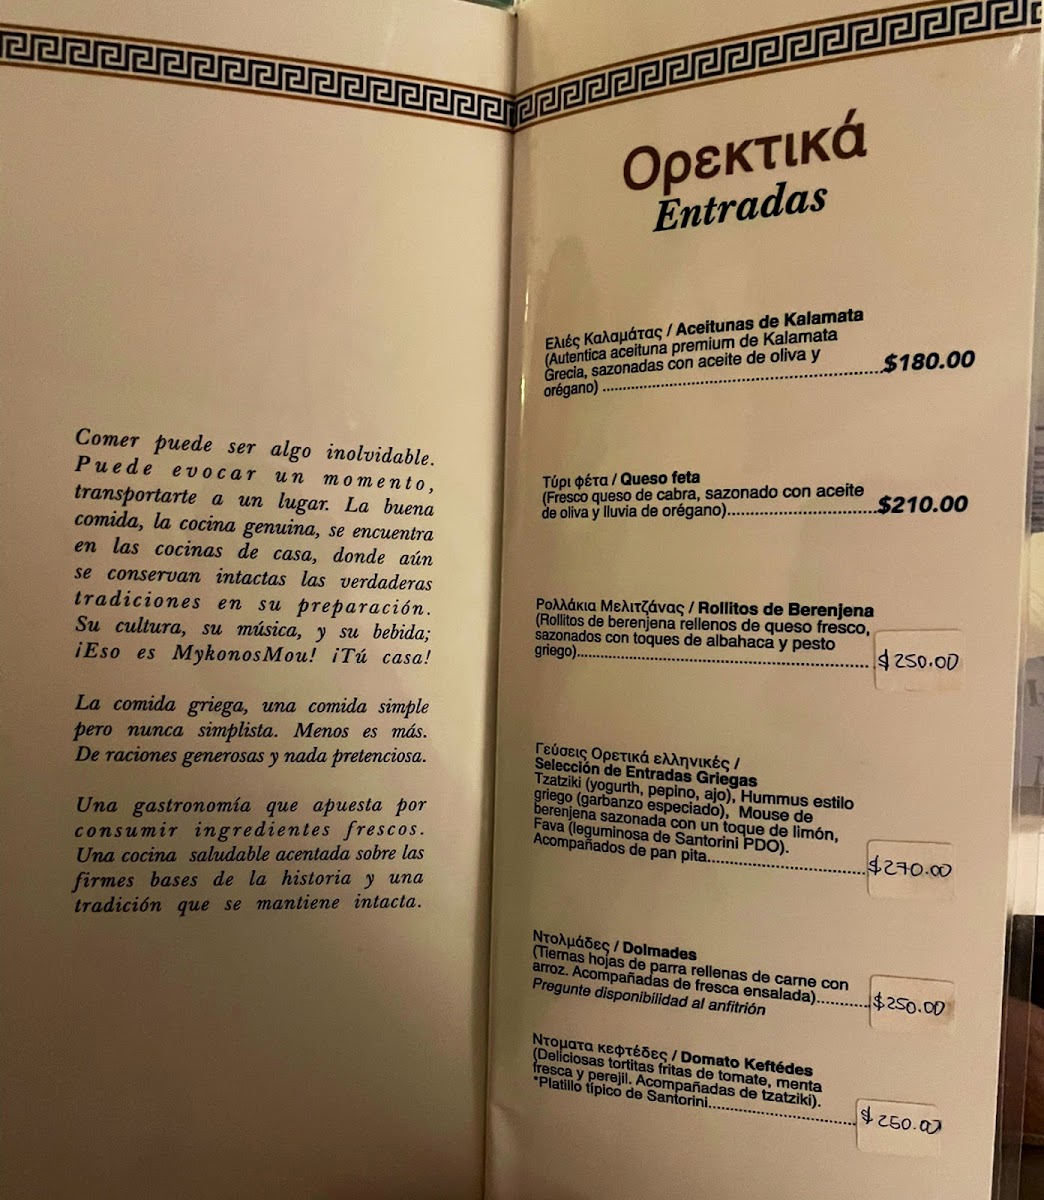 Comer puede ser algo inolvidable.
Puede evocar un momento,
transportarte a un lugar. La buena
comida, la cocina genuina, se encuentra
en las cocinas de casa, donde aún
se conservan intactas las verdaderas
tradiciones en su preparación.
Su cultura, su música, y su bebida;
¡Eso es MykonosMou! ¡Tú casa!
La comida griega, una comida simple
pero nunca simplista. Menos es más.
De raciones generosas y nada pretenciosa.
Una gastronomía que apuesta por
consumir ingredientes frescos.
Una cocina saludable acentada sobre las
firmes bases de la historia y una
tradición que se mantiene intacta.
Ορεκτικά
Entradas
Ελιές Καλαμάτας / Aceitunas de Kalamata
(Autentica aceituna premium de Kalamata
Grecia, sazonadas con aceite de oliva y
orégano) ..............................................$180.00
Τύρι φέτα / Queso feta
(Fresco queso de cabra, sazonado con aceite
de oliva y lluvia de orégano).........................$210.00
Ρολλάκια Μελιτζάνας / Rollitos de Berenjena
(Rollitos de berenjena rellenos de queso fresco,
sazonados con toques de albahaca y pesto
griego)................................................ $250.00
Γεύσεις Ορετικά ελληνικές /
Selección de Entradas Griegas
Tzatziki (yogurth, pepino, ajo), Hummus estilo
griego (garbanzo especiado), Mouse de
berenjena sazonada con un toque de limón,
Fava (leguminosa de Santorini PDO).
Acompañados de pan pita..........................$270.00
Ντολμάδες / Dolmades
(Tiernas hojas de parra rellenas de carne con
arroz. Acompañadas de fresca ensalada)..........$250.00
Pregunte disponibilidad al anfitrión
Ντοματα κεφτέδες / Domato Keftédes
(Deliciosas tortitas fritas de tomate, menta
fresca y perejil. Acompañadas de tzatziki).
*Platillo típico de Santorini........................$250.00